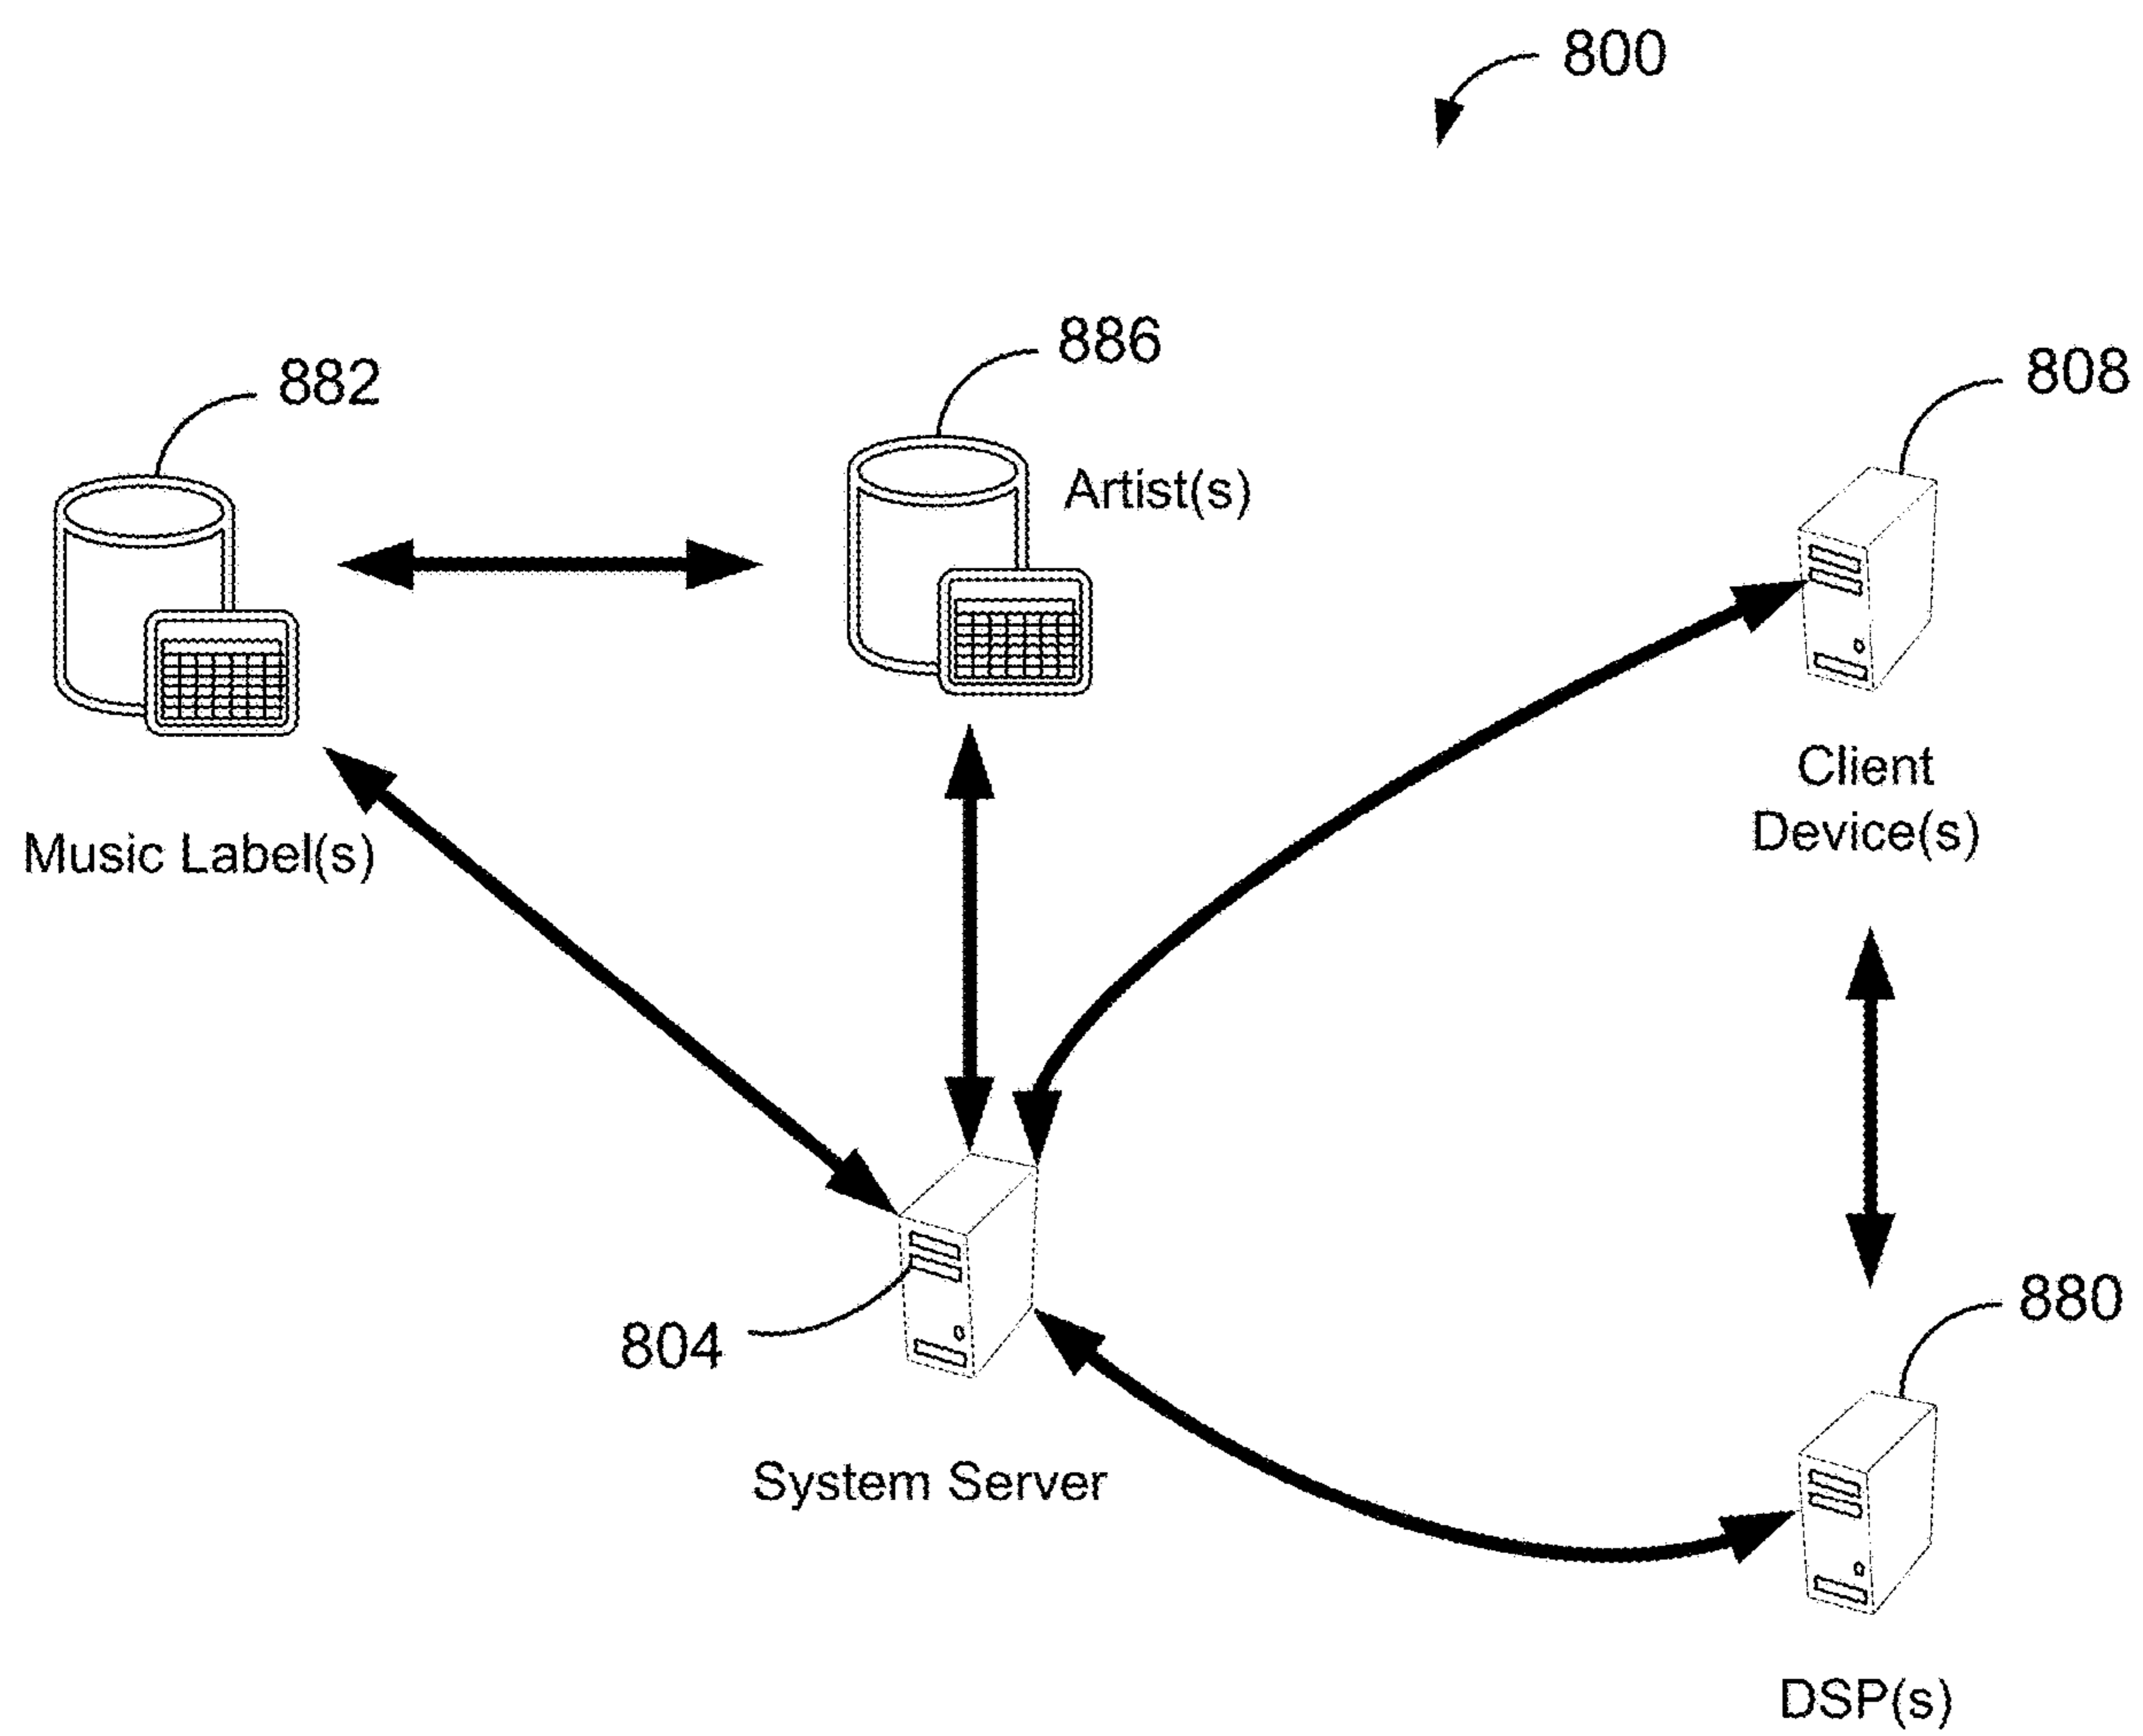 800
886
808
882
Artist(s)
Client
Device(s)
Music Label(s)
880
804
System Server
DSP(s)